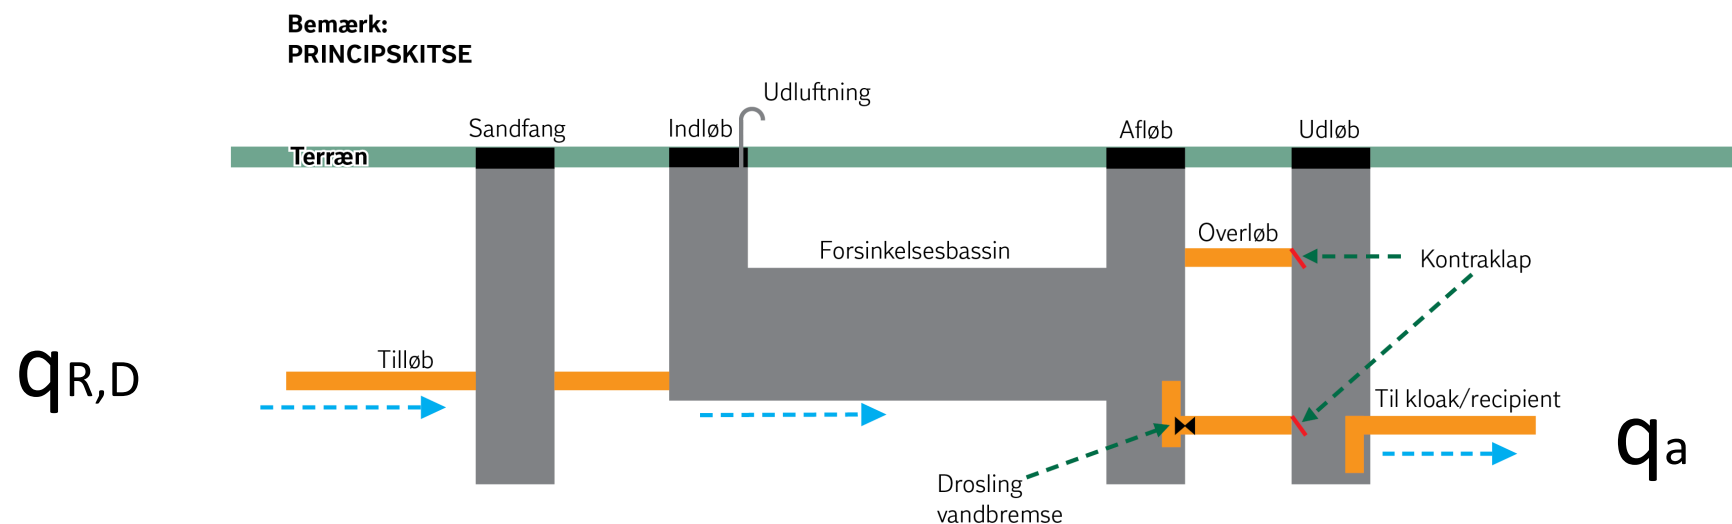 Bemærk:
PRINCIPSKITSE
Udluftning
Sandfang
Indløb
Afløb
Udløb
Terræn
Overløb
Forsinkelsesbassin
Kontraklap
Tilløb
qR,D
Til kloak/recipient
qa
Drosling
vandbremse